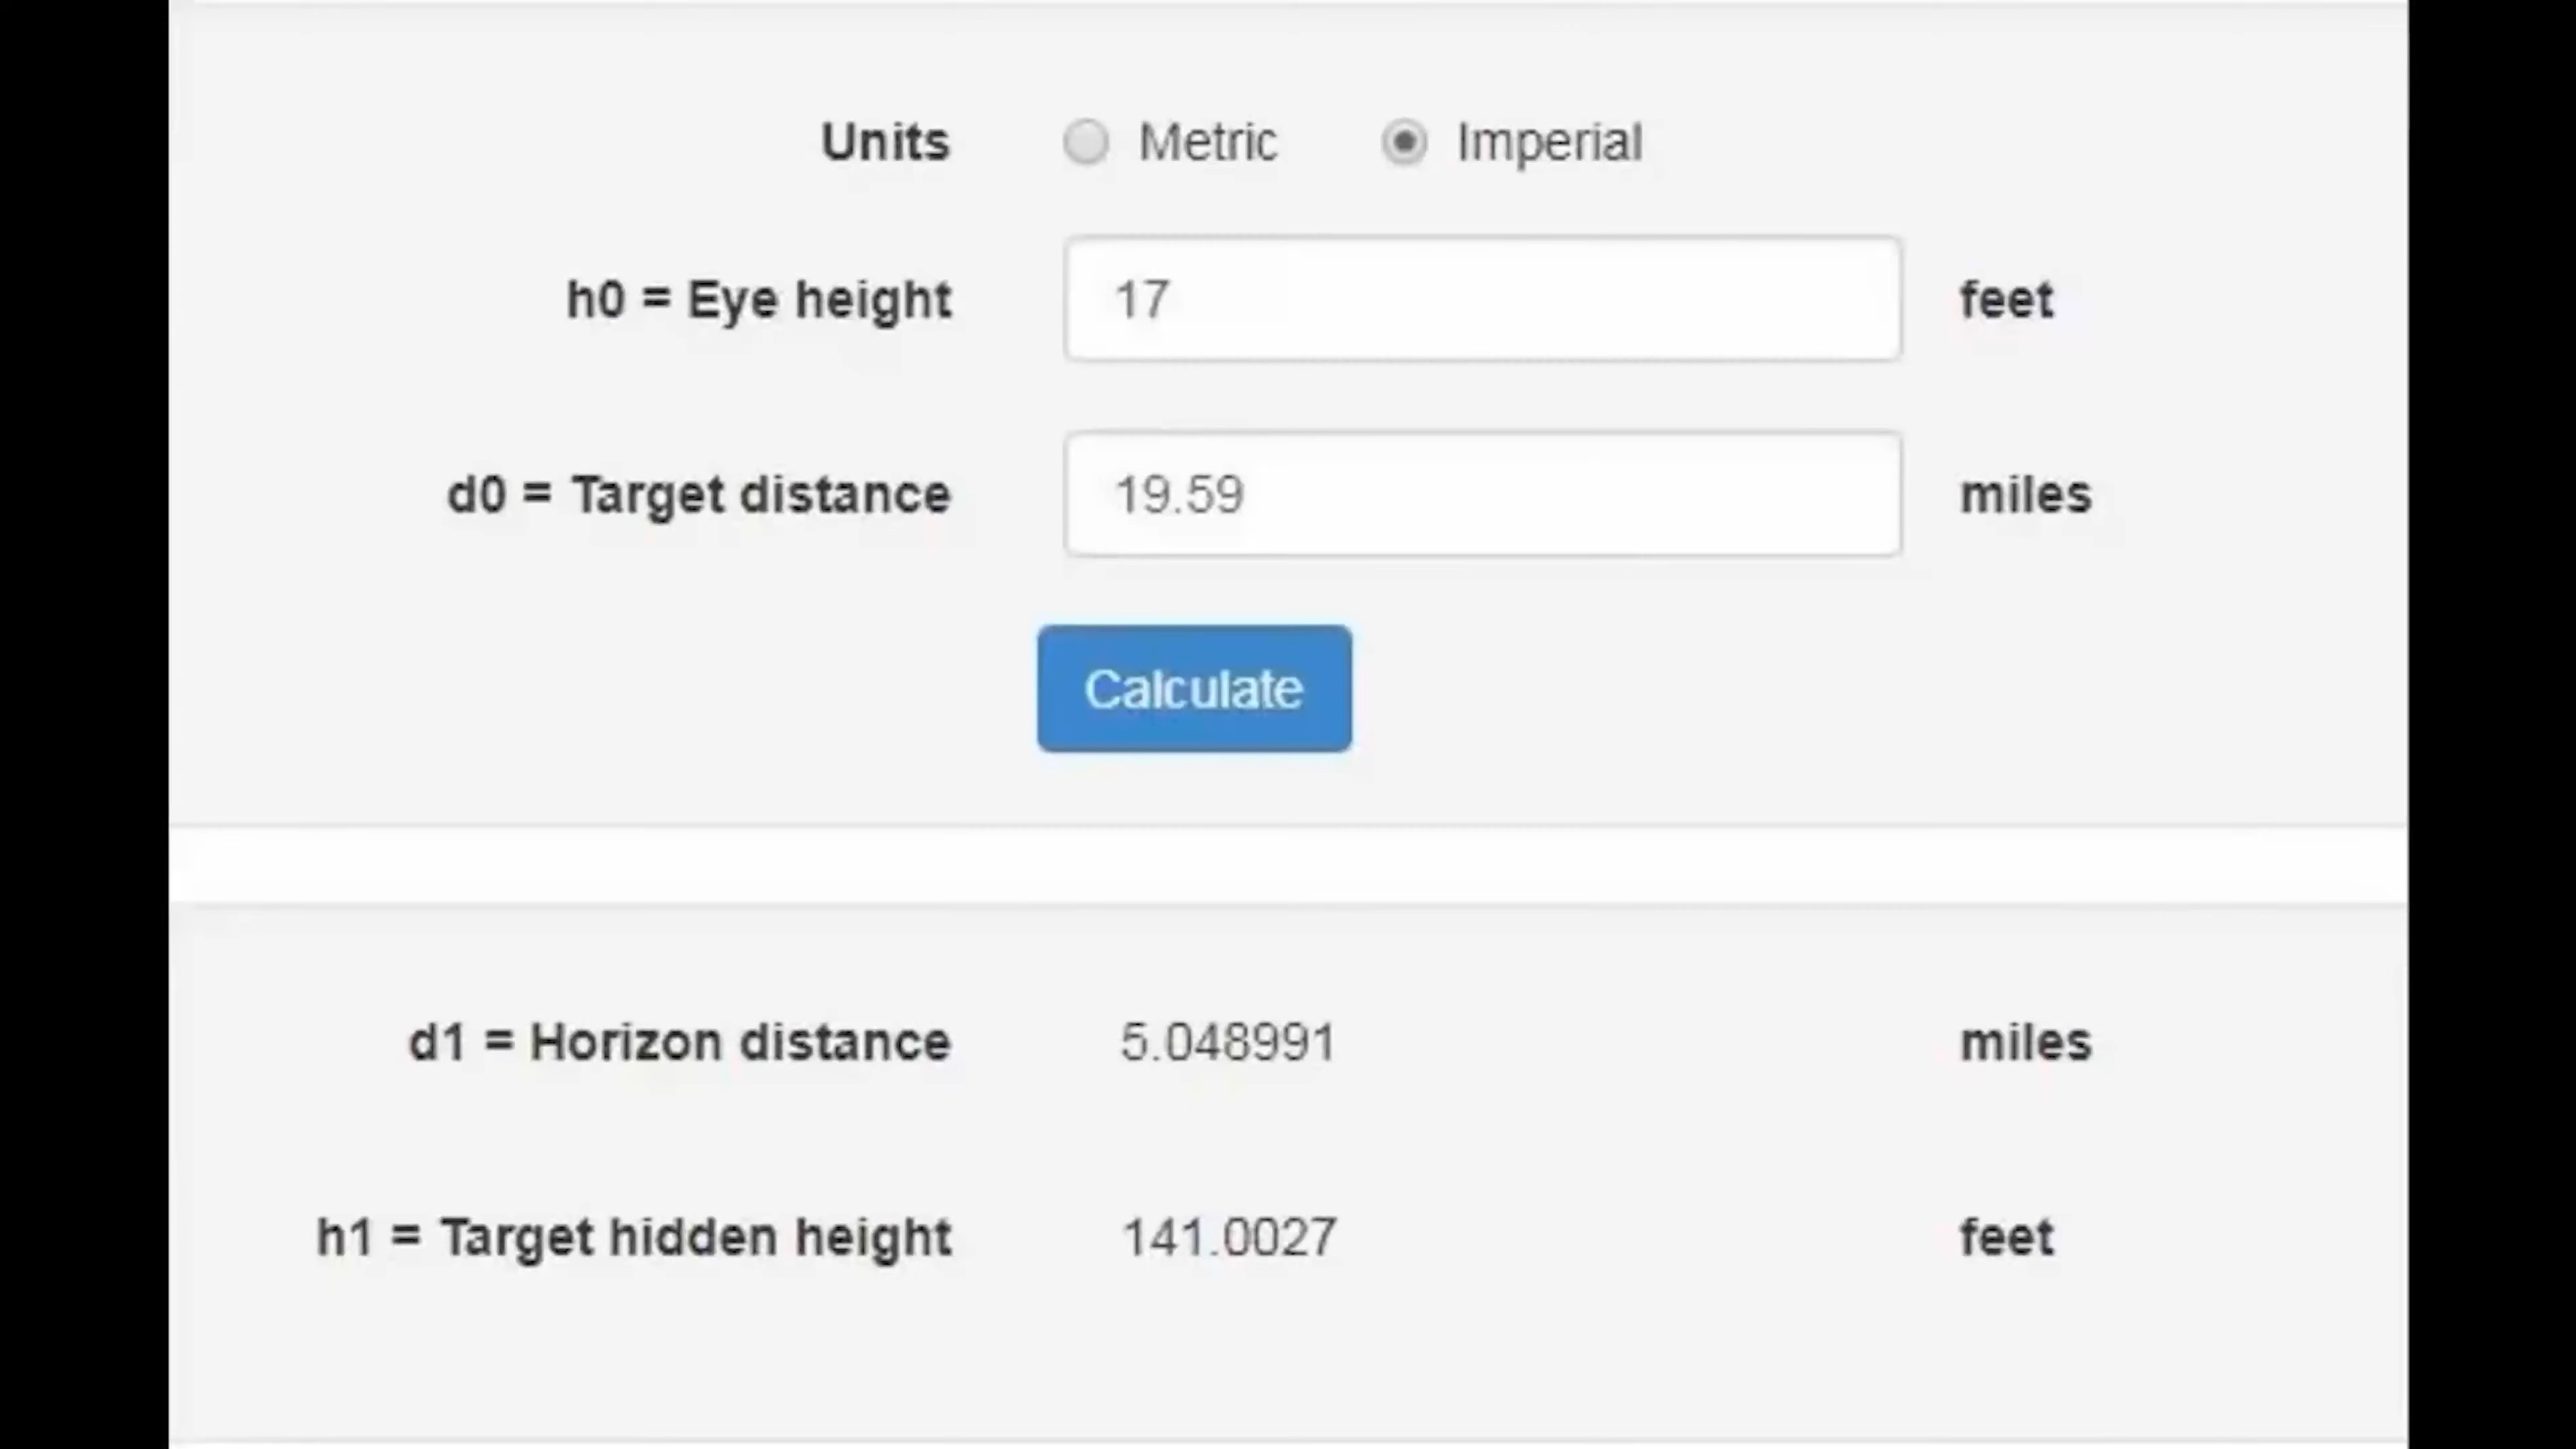 Units Metric Imperial
h0 = Eye height 17 feet
d0 = Target distance 19.59 miles
Calculate
d1 = Horizon distance 5.048991 miles
h1 = Target hidden height 141.0027 feet